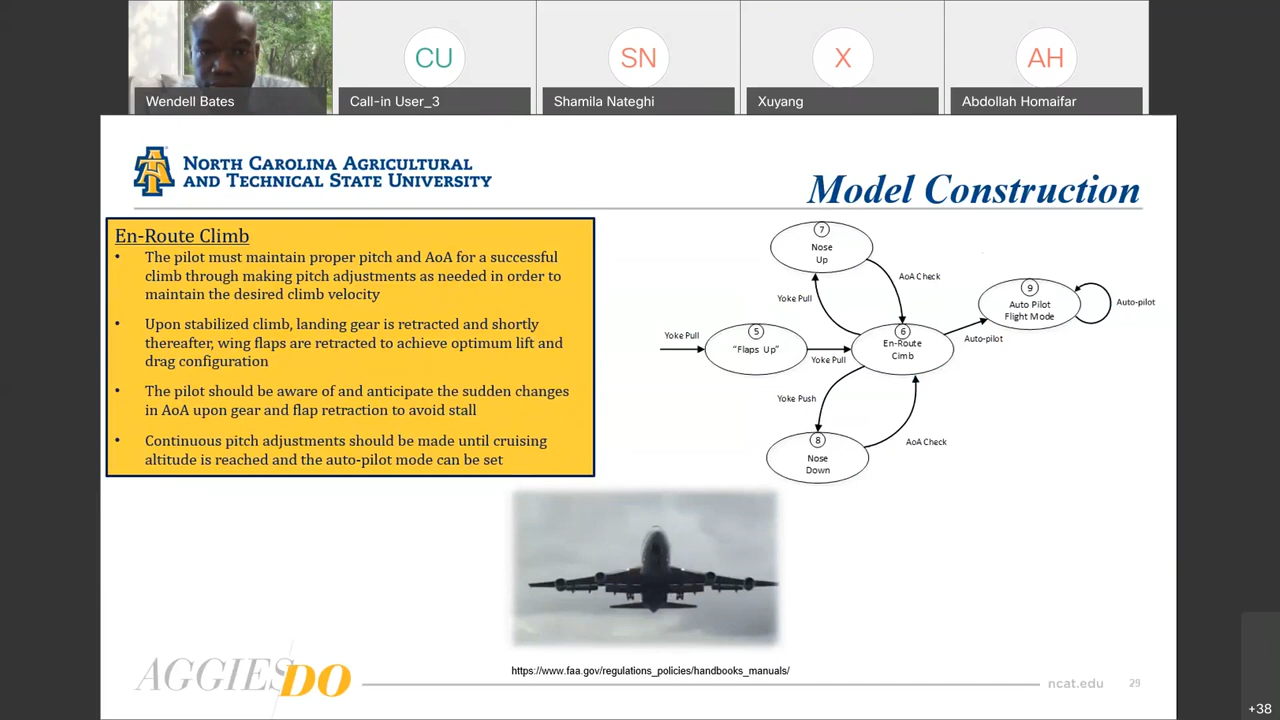 CU
SN
X
AH
Wendell Bates
Call-in User_3
Shamila Nateghi
Xuyang
Abdollah Homaifar
NORTH CAROLINA AGRICULTURAL
AND TECHNICAL STATE UNIVERSITY
Model Construction
En-Route Climb
• The pilot must maintain proper pitch and AoA for a successful
climb through making pitch adjustments as needed in order to
maintain the desired climb velocity
• Upon stabilized climb, landing gear is retracted and shortly
thereafter, wing flaps are retracted to achieve optimum lift and
drag configuration
• The pilot should be aware of and anticipate the sudden changes
in AoA upon gear and flap retraction to avoid stall
• Continuous pitch adjustments should be made until cruising
altitude is reached and the auto-pilot mode can be set
7
Nose
Up
AoA Check
Yoke Pull
9
Auto Pilot
Flight Mode
Auto-pilot
Yoke Pull
5
"Flaps Up"
Yoke Pull
6
En-Route
Climb
Auto-pilot
Yoke Push
8
Nose
Down
AoA Check
https://www.faa.gov/regulations_policies/handbooks_manuals/
AGGIES DO
ncat.edu
29
+38